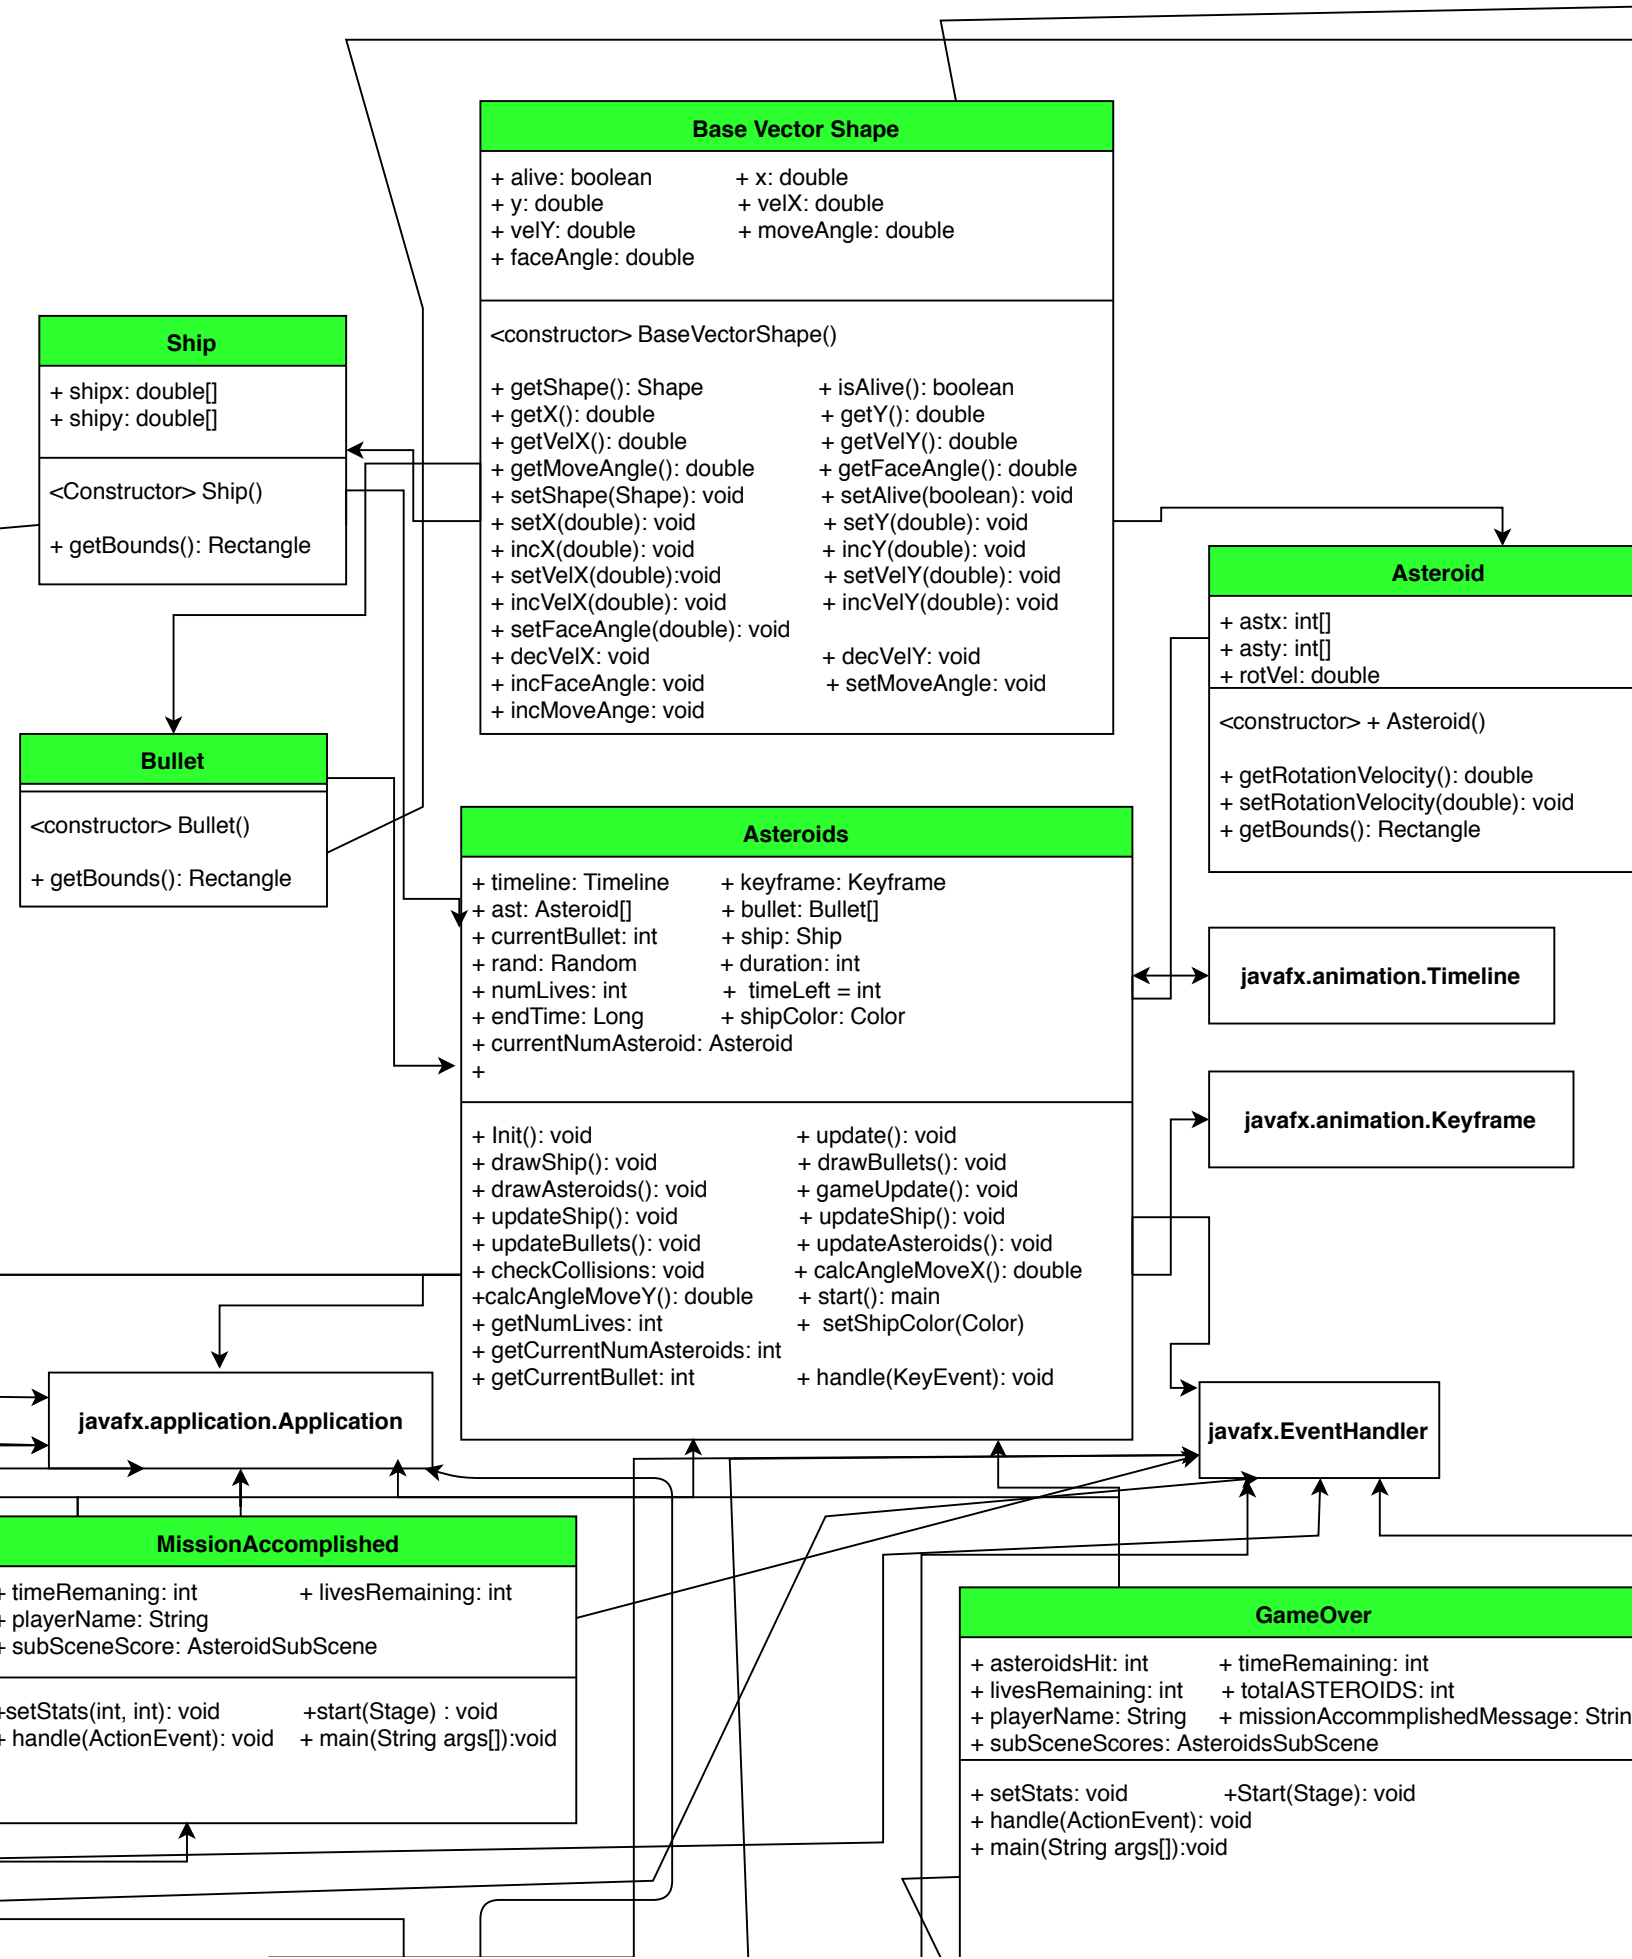 Base Vector Shape
+ alive: boolean + x: double
+ y: double + velX: double
+ velY: double + moveAngle: double
+ faceAngle: double
<constructor> BaseVectorShape()
+ getShape(): Shape + isAlive(): boolean
+ getX(): double + getY(): double
+ getVelX(): double + getVelY(): double
+ getMoveAngle(): double + getFaceAngle(): double
+ setShape(Shape): void + setAlive(boolean): void
+ setX(double): void + setY(double): void
+ incX(double): void + incY(double): void
+ setVelX(double):void + setVelY(double): void
+ incVelX(double): void + incVelY(double): void
+ setFaceAngle(double): void
+ decVelX: void + decVelY: void
+ incFaceAngle: void + setMoveAngle: void
+ incMoveAnge: void
Ship
+ shipx: double[]
+ shipy: double[]
<Constructor> Ship()
+ getBounds(): Rectangle
Asteroid
+ astx: int[]
+ asty: int[]
+ rotVel: double
<constructor> + Asteroid()
+ getRotationVelocity(): double
+ setRotationVelocity(double): void
+ getBounds(): Rectangle
Bullet
<constructor> Bullet()
+ getBounds(): Rectangle
Asteroids
+ timeline: Timeline + keyframe: Keyframe
+ ast: Asteroid[] + bullet: Bullet[]
+ currentBullet: int + ship: Ship
+ rand: Random + duration: int
+ numLives: int + timeLeft = int
+ endTime: Long + shipColor: Color
+ currentNumAsteroid: Asteroid
+
+ Init(): void + update(): void
+ drawShip(): void + drawBullets(): void
+ drawAsteroids(): void + gameUpdate(): void
+ updateShip(): void + updateShip(): void
+ updateBullets(): void + updateAsteroids(): void
+ checkCollisions: void + calcAngleMoveX(): double
+calcAngleMoveY(): double + start(): main
+ getNumLives: int + setShipColor(Color)
+ getCurrentNumAsteroids: int
+ getCurrentBullet: int + handle(KeyEvent): void
javafx.animation.Timeline
javafx.animation.Keyframe
javafx.application.Application
javafx.EventHandler
MissionAccomplished
+ timeRemaning: int + livesRemaining: int
+ playerName: String
+ subSceneScore: AsteroidSubScene
+setStats(int, int): void +start(Stage) : void
+ handle(ActionEvent): void + main(String args[]):void
GameOver
+ asteroidsHit: int + timeRemaining: int
+ livesRemaining: int + totalASTEROIDS: int
+ playerName: String + missionAccommplishedMessage: Strin
+ subSceneScores: AsteroidsSubScene
+ setStats: void +Start(Stage): void
+ handle(ActionEvent): void
+ main(String args[]):void